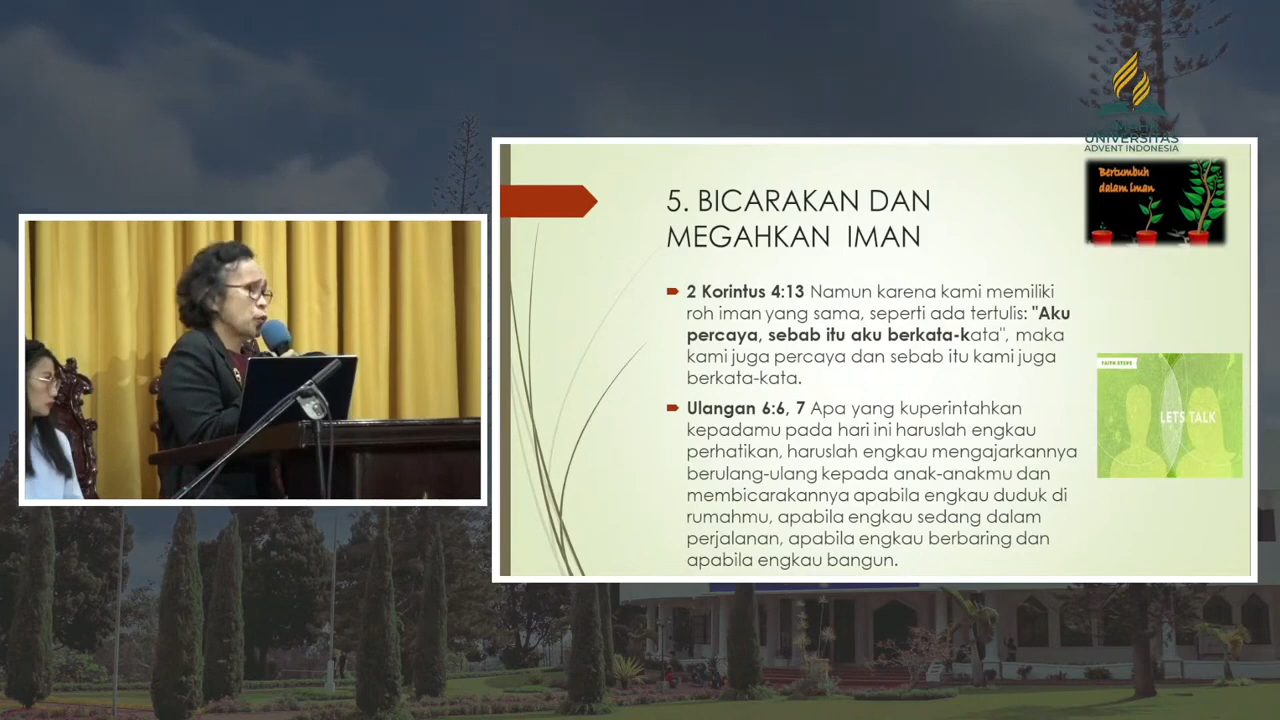 UNIVERSITAS
ADVENT INDONESIA
Bertumbuh
dalam Iman
5. BICARAKAN DAN
MEGAHKAN IMAN
2 Korintus 4:13 Namun karena kami memiliki
roh iman yang sama, seperti ada tertulis: "Aku
percaya, sebab itu aku berkata-kata", maka
kami juga percaya dan sebab itu kami juga
berkata-kata.
Ulangan 6:6, 7 Apa yang kuperintahkan
kepadamu pada hari ini haruslah engkau
perhatikan, haruslah engkau mengajarkannya
berulang-ulang kepada anak-anakmu dan
membicarakannya apabila engkau duduk di
rumahmu, apabila engkau sedang dalam
perjalanan, apabila engkau berbaring dan
apabila engkau bangun.
FAITH STEPS
LETS TALK